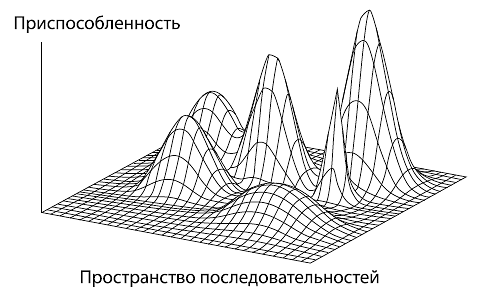 Приспособленность
Пространство последовательностей